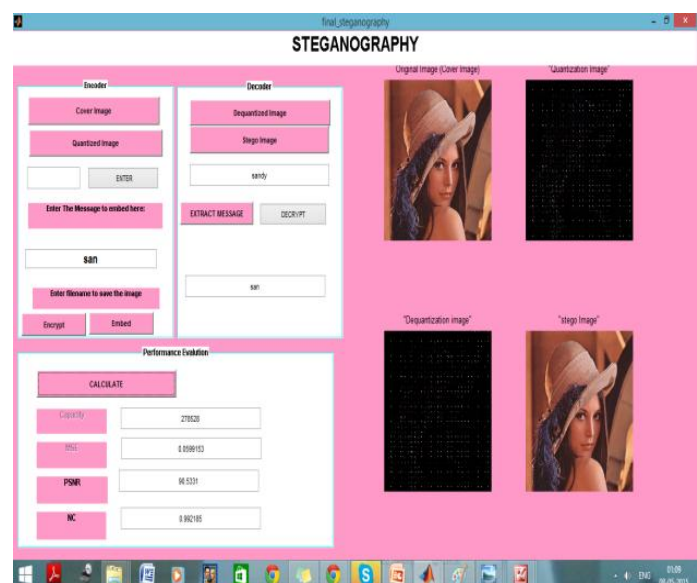 final_steganography
STEGANOGRAPHY
Encoder
Cover Image
Quantized Image
ENTER
Enter The Message to embed here:
san
Enter filename to save the image
Encrypt
Embed
Decoder
Dequantized Image
Stego Image
sandy
EXTRACT MESSAGE
DECRYPT
san
Original Image (Cover Image)
"Quantization Image"
"Dequantization image"
"stego Image"
Performance Evalution
CALCULATE
Capacity
278528
0.0599153
PSNR
90.5331
NC
0.992185
ENG
01:09